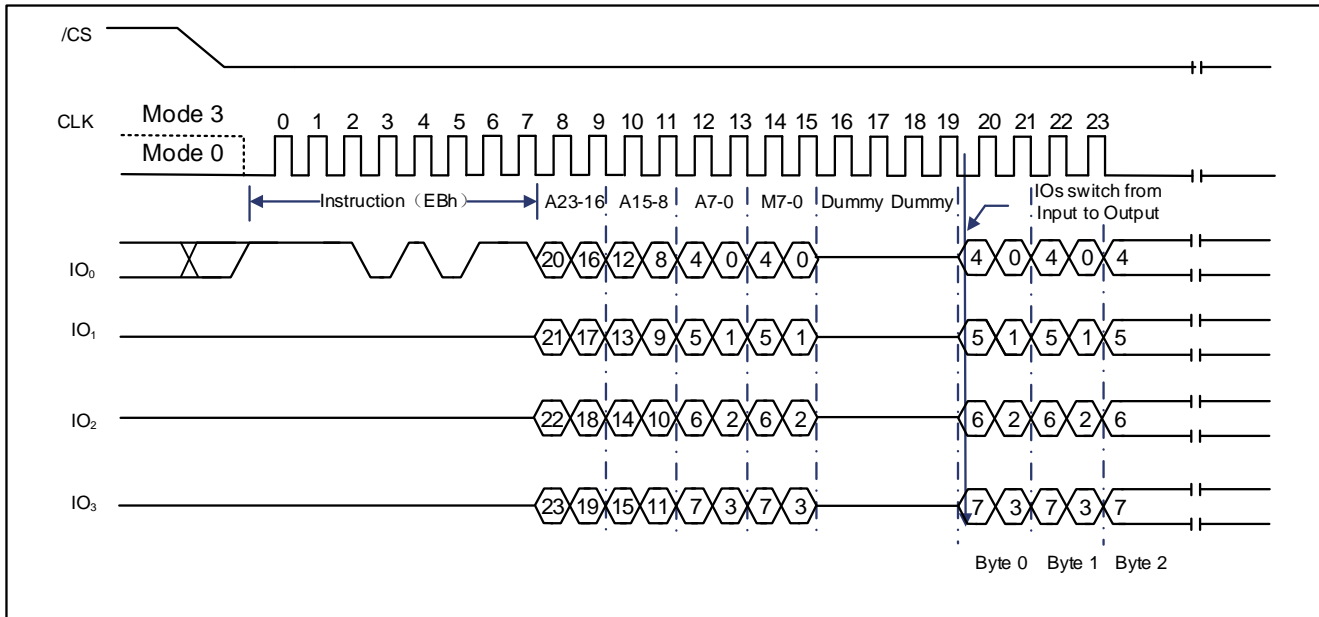 /CS
CLK Mode 3 0 1 2 3 4 5 6 7 8 9 10 11 12 13 14 15 16 17 18 19 20 21 22 23
Mode 0
Instruction（EBh） A23-16 A15-8 A7-0 M7-0 Dummy Dummy IOs switch from
Input to Output
IO₀ 20 16 12 8 4 0 4 0 4 0 4 0 4
IO₁ 21 17 13 9 5 1 5 1 5 1 5 1 5
IO₂ 22 18 14 10 6 2 6 2 6 2 6 2 6
IO₃ 23 19 15 11 7 3 7 3 7 3 7 3 7
Byte 0 Byte 1 Byte 2